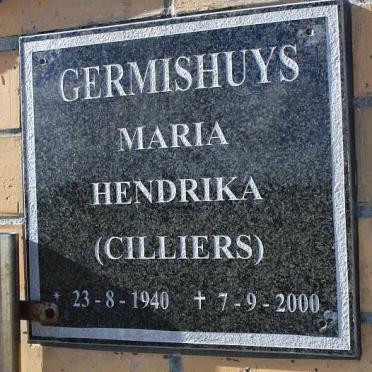 GERMISHUYS
MARIA
HENDRIKA
(CILLIERS)
* 23 - 8 - 1940 ✝ 7 - 9 - 2000